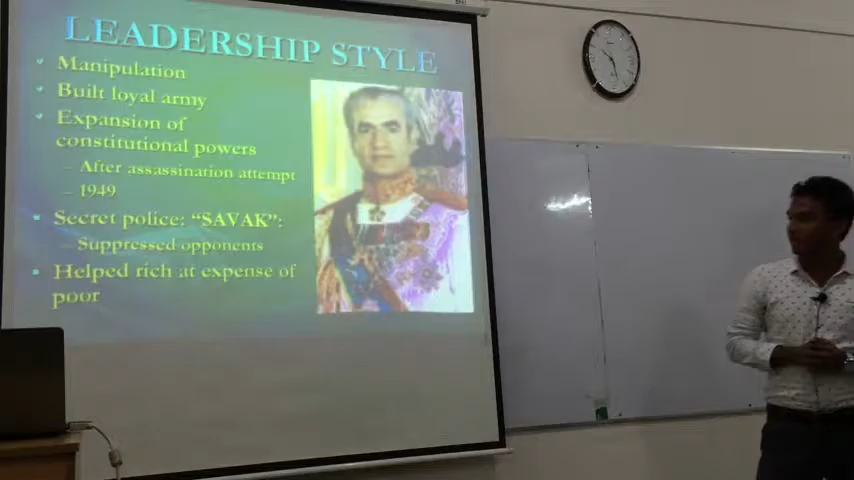 LEADERSHIP STYLE
Manipulation
Built loyal army
Expansion of
constitutional powers
– After assassination attempt
– 1949
Secret police: “SAVAK”:
– Suppressed opponents
Helped rich at expense of
poor